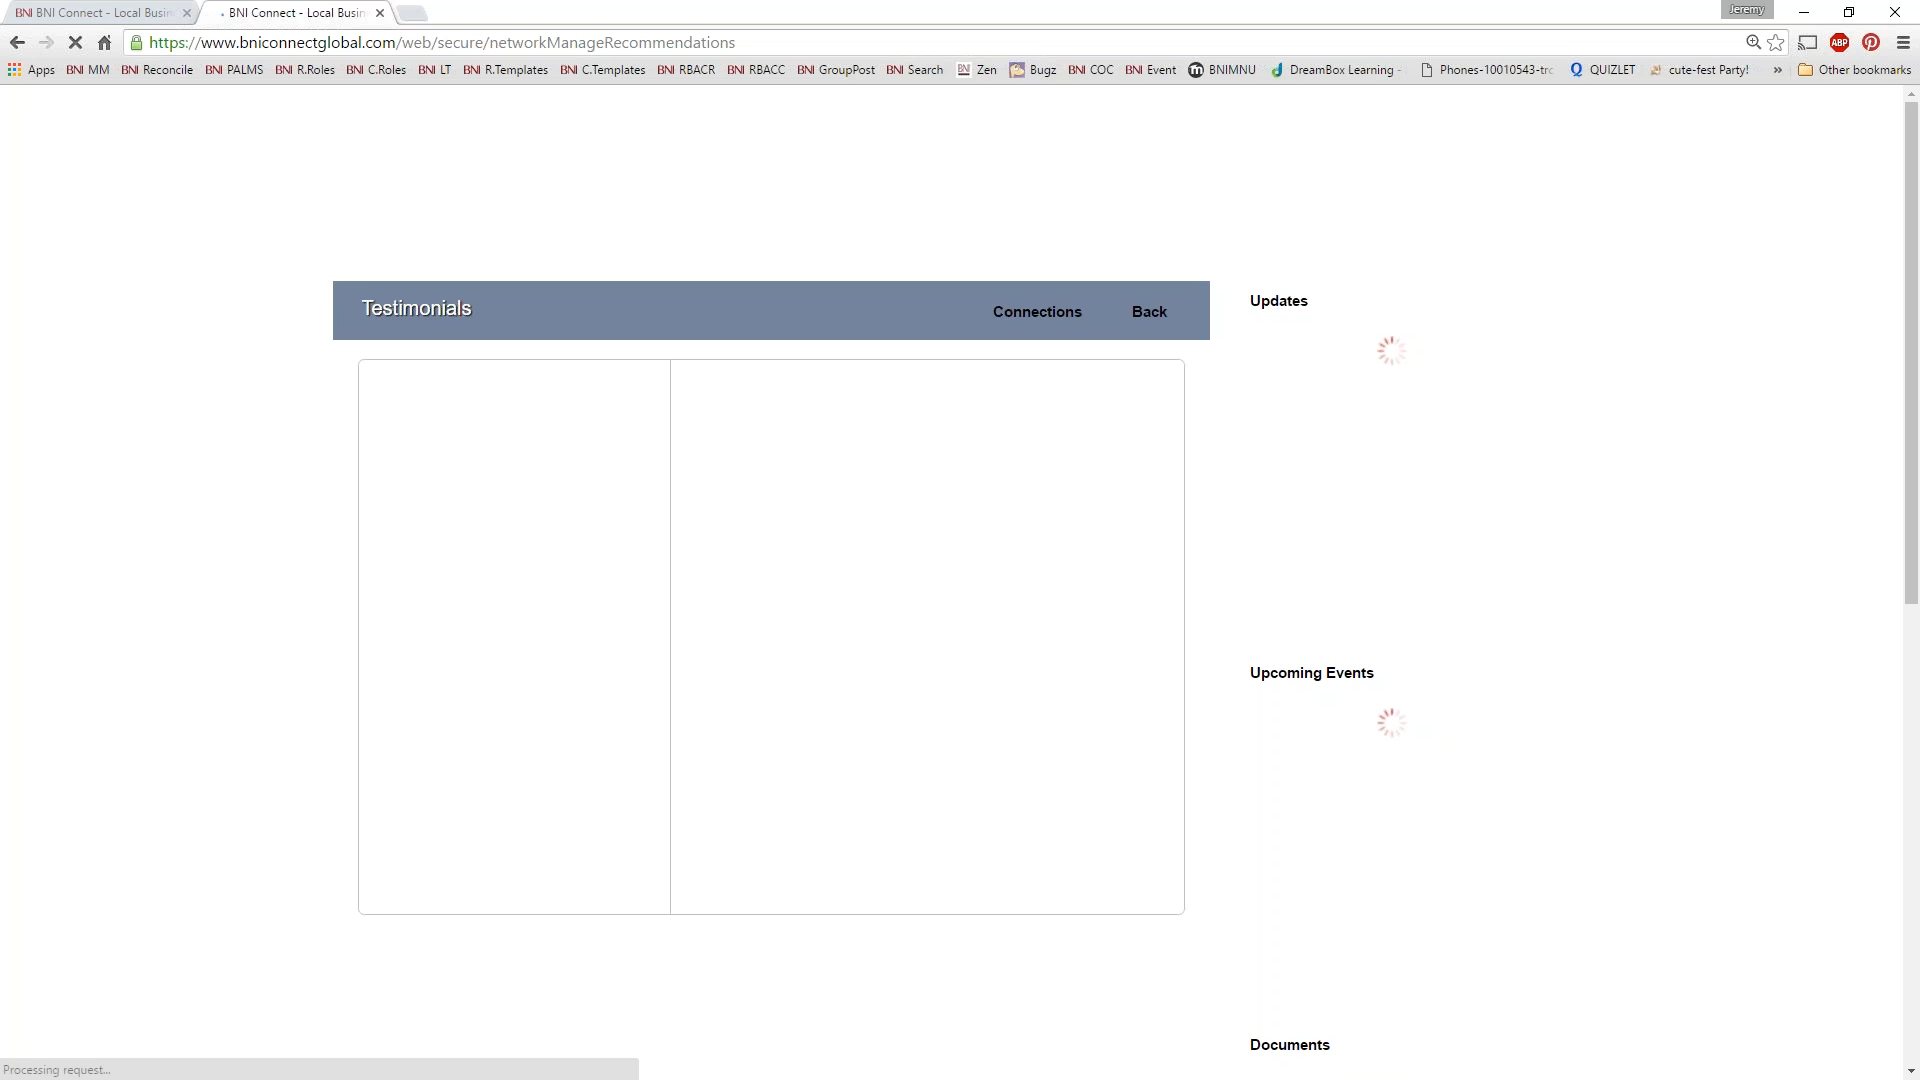 BNI BNI Connect - Local Busin
BNI Connect - Local Busin
Jeremy
https://www.bniconnectglobal.com/web/secure/networkManageRecommendations
ABP
Apps BNI MM BNI Reconcile BNI PALMS BNI R.Roles BNI C.Roles BNI LT BNI R.Templates BNI C.Templates BNI RBACR BNI RBACC BNI GroupPost BNI Search BNI Zen Bugz BNI COC BNI Event m BNIMNU DreamBox Learning - Phones-10010543-trc Q QUIZLET cute-fest Party! » Other bookmarks
Testimonials
Connections
Back
Updates
Upcoming Events
Documents
Processing request...